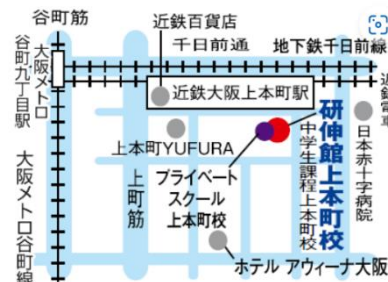 谷町筋
近鉄百貨店
千日前通
地下鉄千日前線
大阪メトロ
谷町九丁目駅
近鉄大阪上本町駅
近鉄電車
上本町YUFURA
研伸館上本町校
中学生課程上本町校
日本赤十字病院
プライベート
スクール
上本町校
上町筋
大阪メトロ谷町線
ホテル アウィーナ大阪